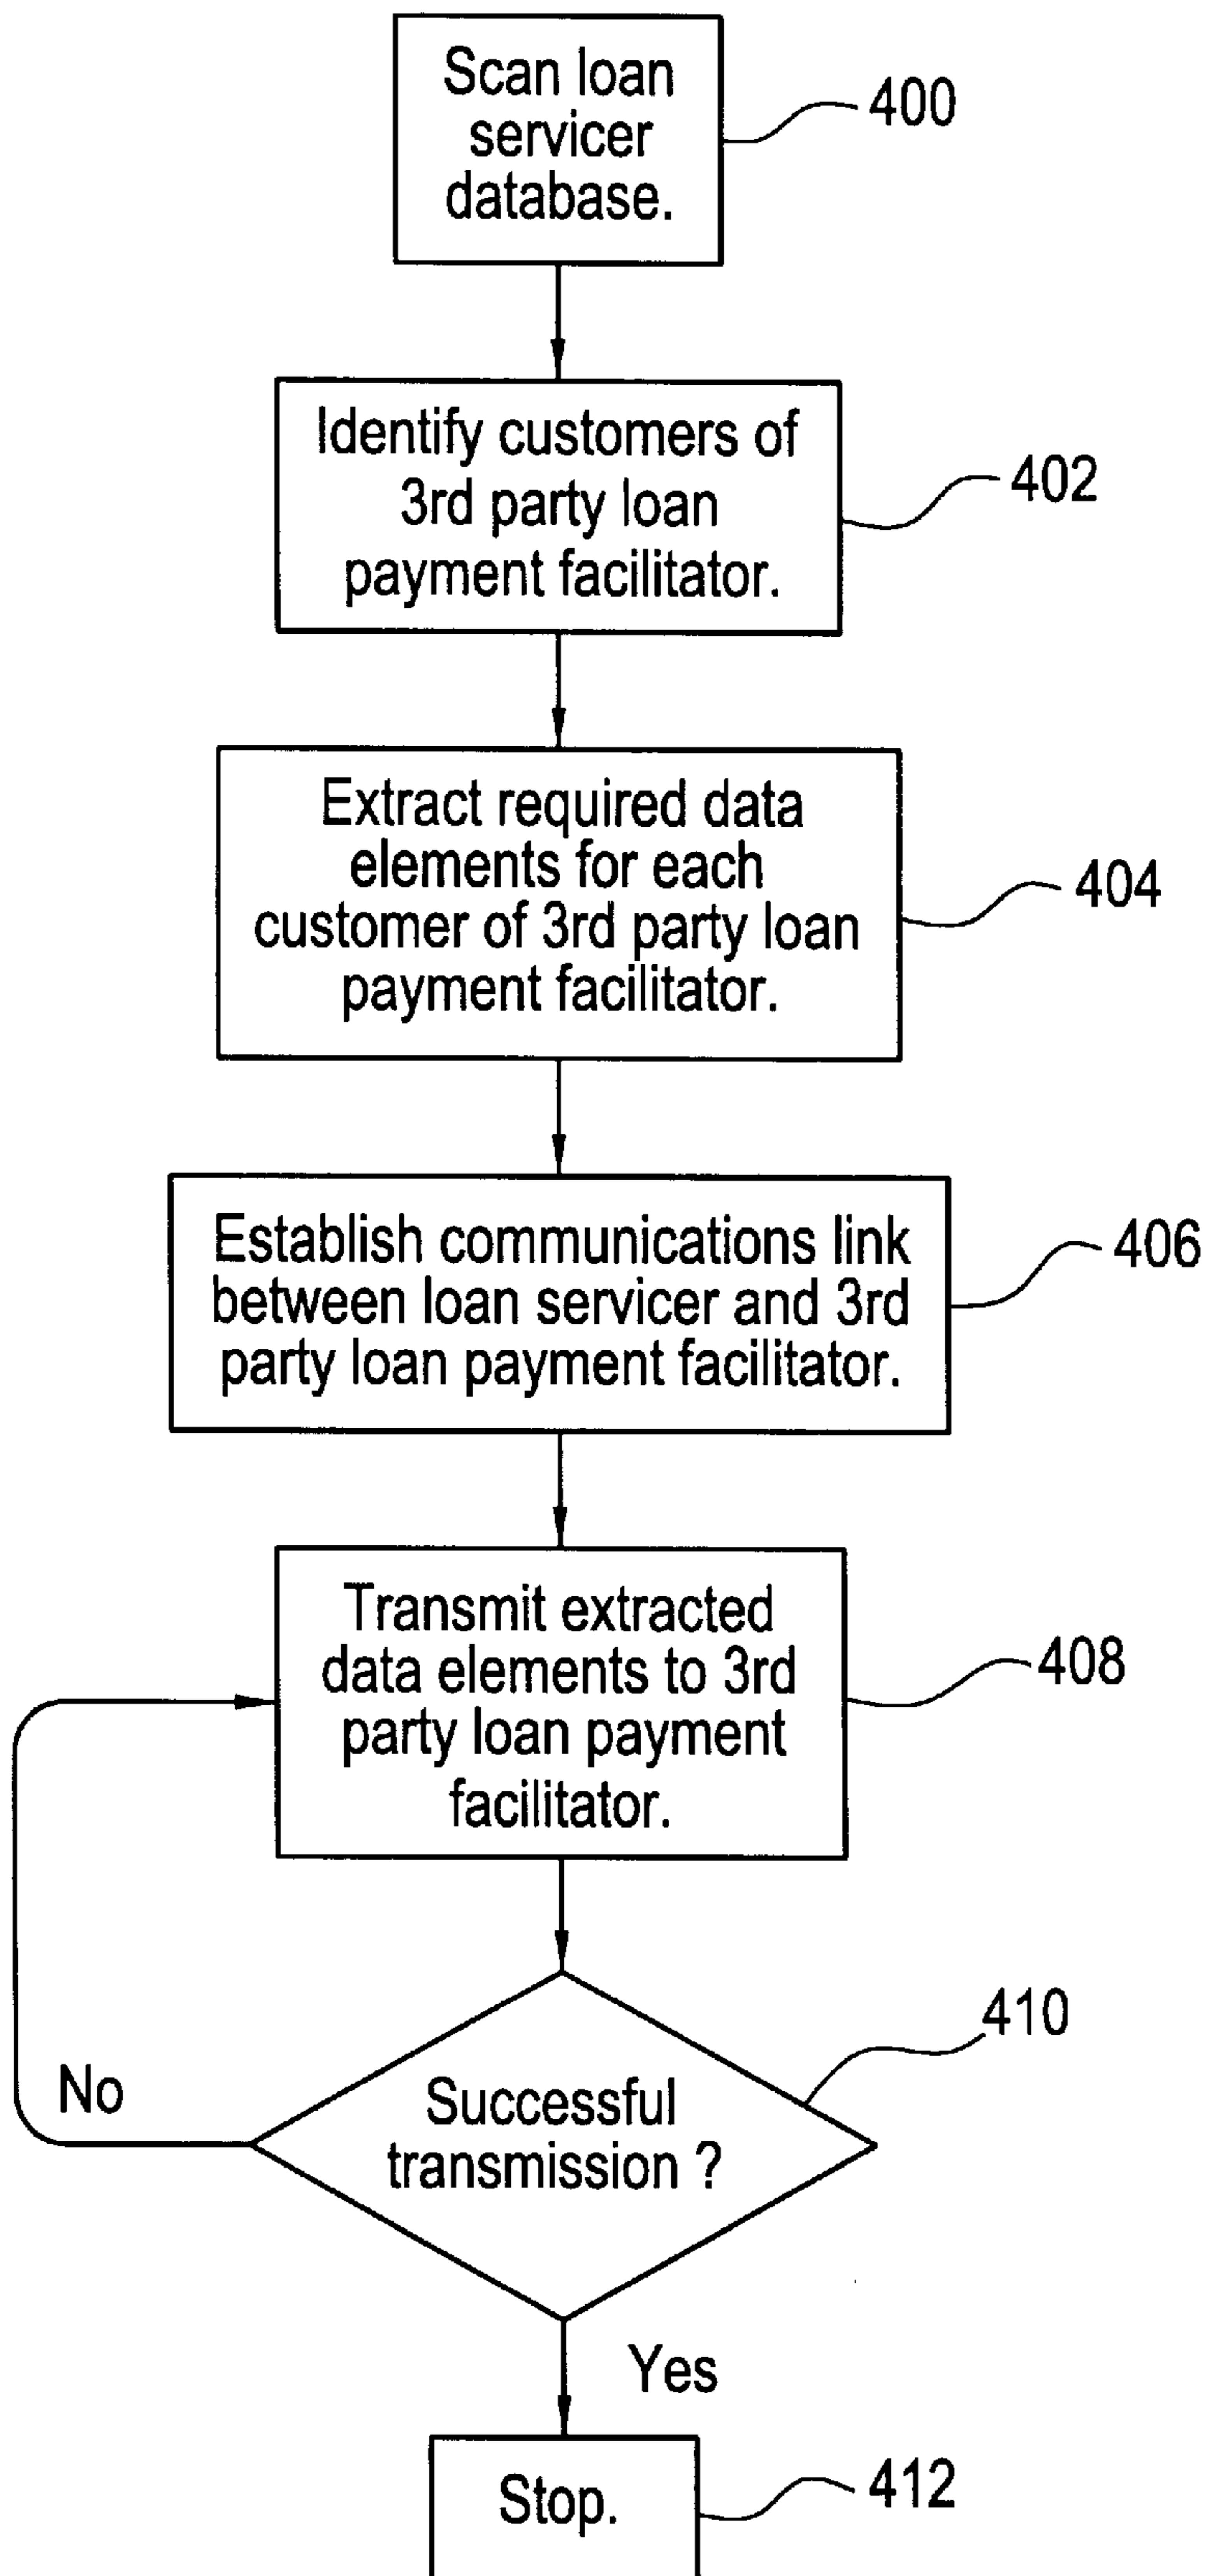 Scan loan
servicer
database.
400
Identify customers of
3rd party loan
payment facilitator.
402
Extract required data
elements for each
customer of 3rd party loan
payment facilitator.
404
Establish communications link
between loan servicer and 3rd
party loan payment facilitator.
406
Transmit extracted
data elements to 3rd
party loan payment
facilitator.
408
Successful
transmission ?
410
No
Yes
Stop.
412